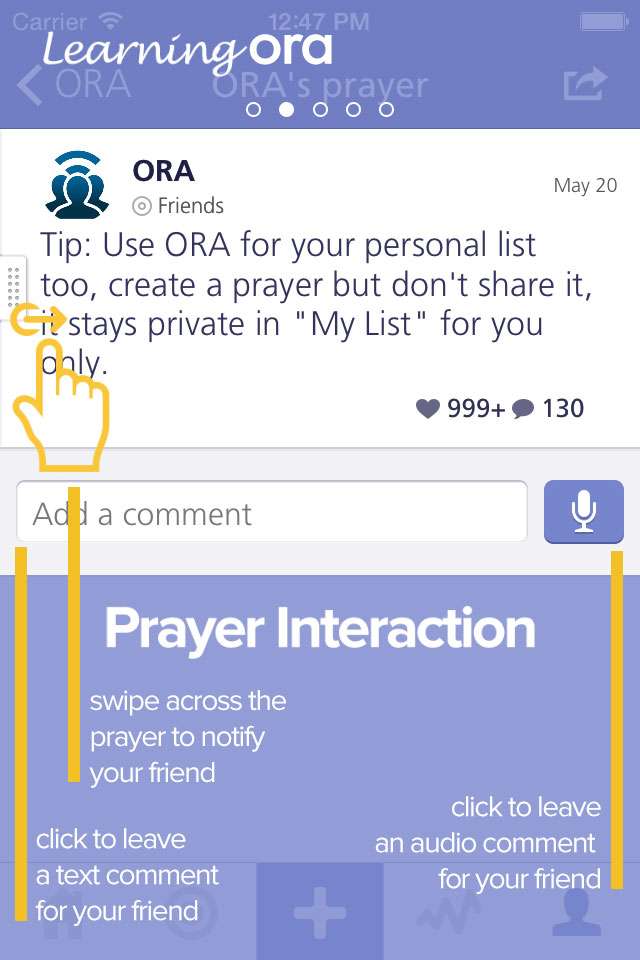 Carrier 12:47 PM
Learning ora
ORA ORA's prayer
ORA
May 20
Friends
Tip: Use ORA for your personal list
too, create a prayer but don't share it,
it stays private in "My List" for you
only.
999+ 130
Add a comment
Prayer Interaction
swipe across the
prayer to notify
your friend
click to leave
an audio comment
for your friend
click to leave
a text comment
for your friend